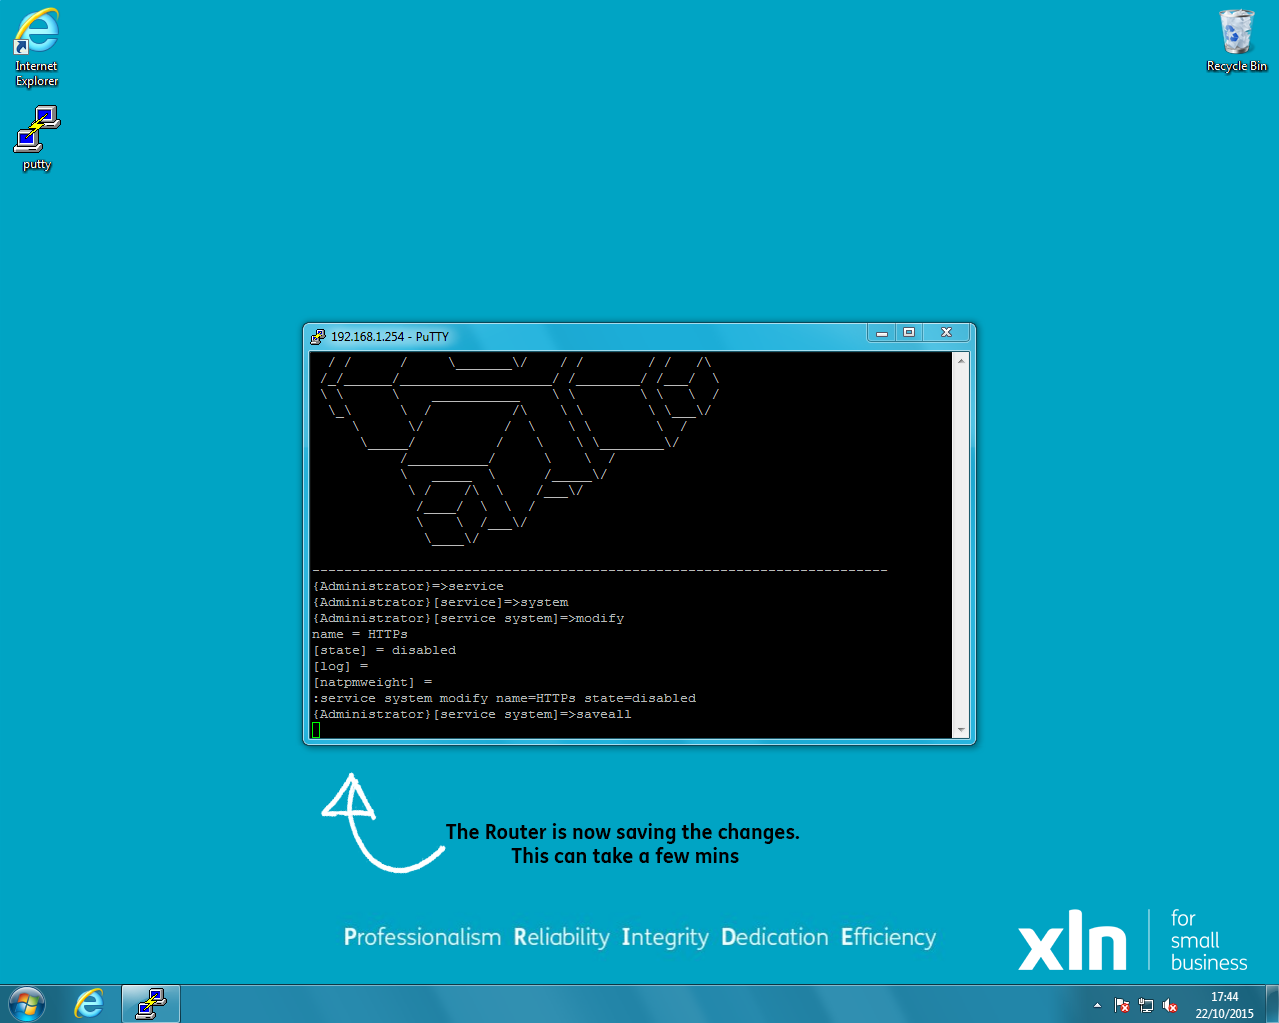 Internet
Explorer
putty
Recycle Bin
192.168.1.254 - PuTTY
------------------------------------------------------------------------
{Administrator}=>service
{Administrator}[service]=>system
{Administrator}[service system]=>modify
name = HTTPs
[state] = disabled
[log] =
[natpmweight] =
:service system modify name=HTTPs state=disabled
{Administrator}[service system]=>saveall
The Router is now saving the changes.
This can take a few mins
Professionalism Reliability Integrity Dedication Efficiency
xln
for
small
business
17:44
22/10/2015